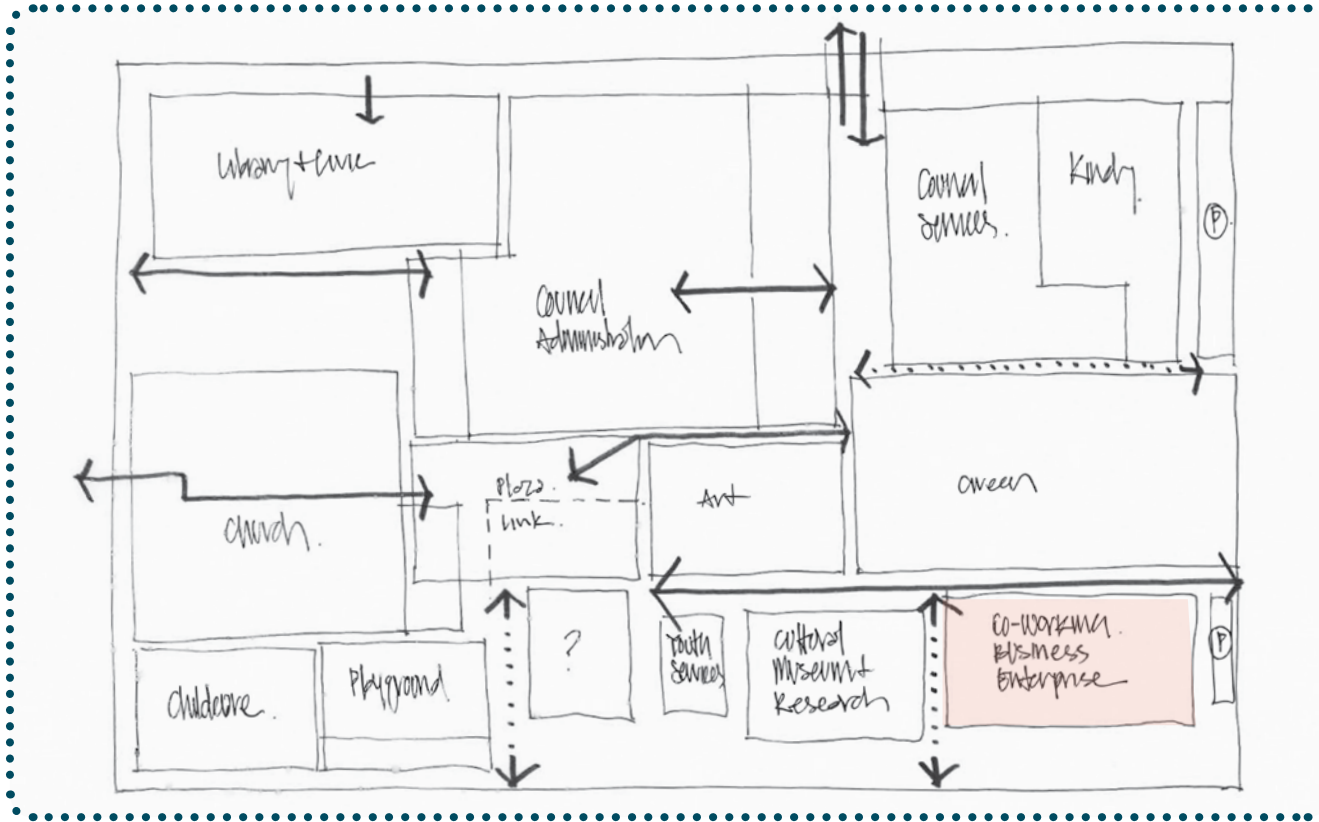 Library + Civic
Council
Services.
Kindy.
P
Council
Administration
Plaza.
Link.
Art
Green
Church.
?
Youth
Services
Cultural
Museum +
Research
Co-Working.
Business
Enterprise
P
Childcare.
Playground